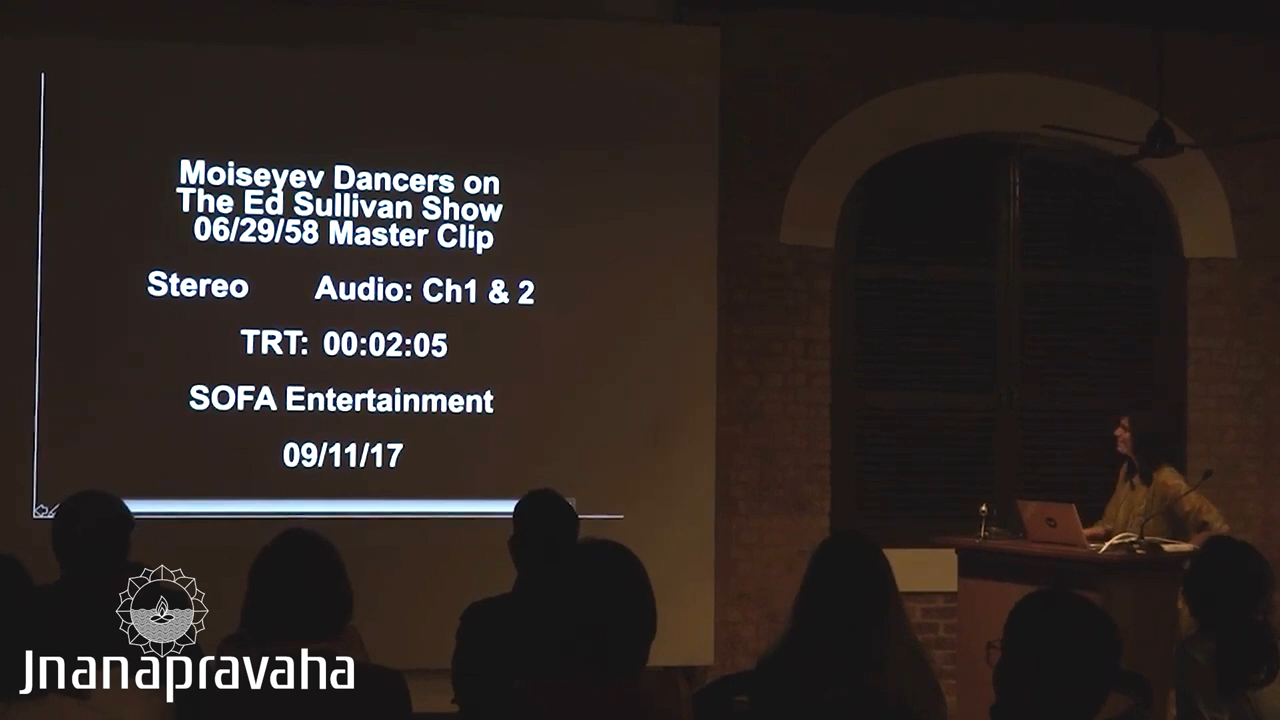 Moiseyev Dancers on
The Ed Sullivan Show
06/29/58 Master Clip
Stereo Audio: Ch1 & 2
TRT: 00:02:05
SOFA Entertainment
09/11/17
Jnanapravaha